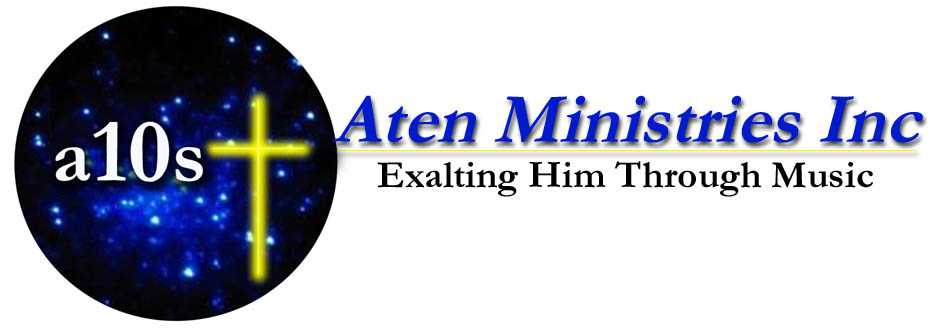 a10s
Aten Ministries Inc
Exalting Him Through Music